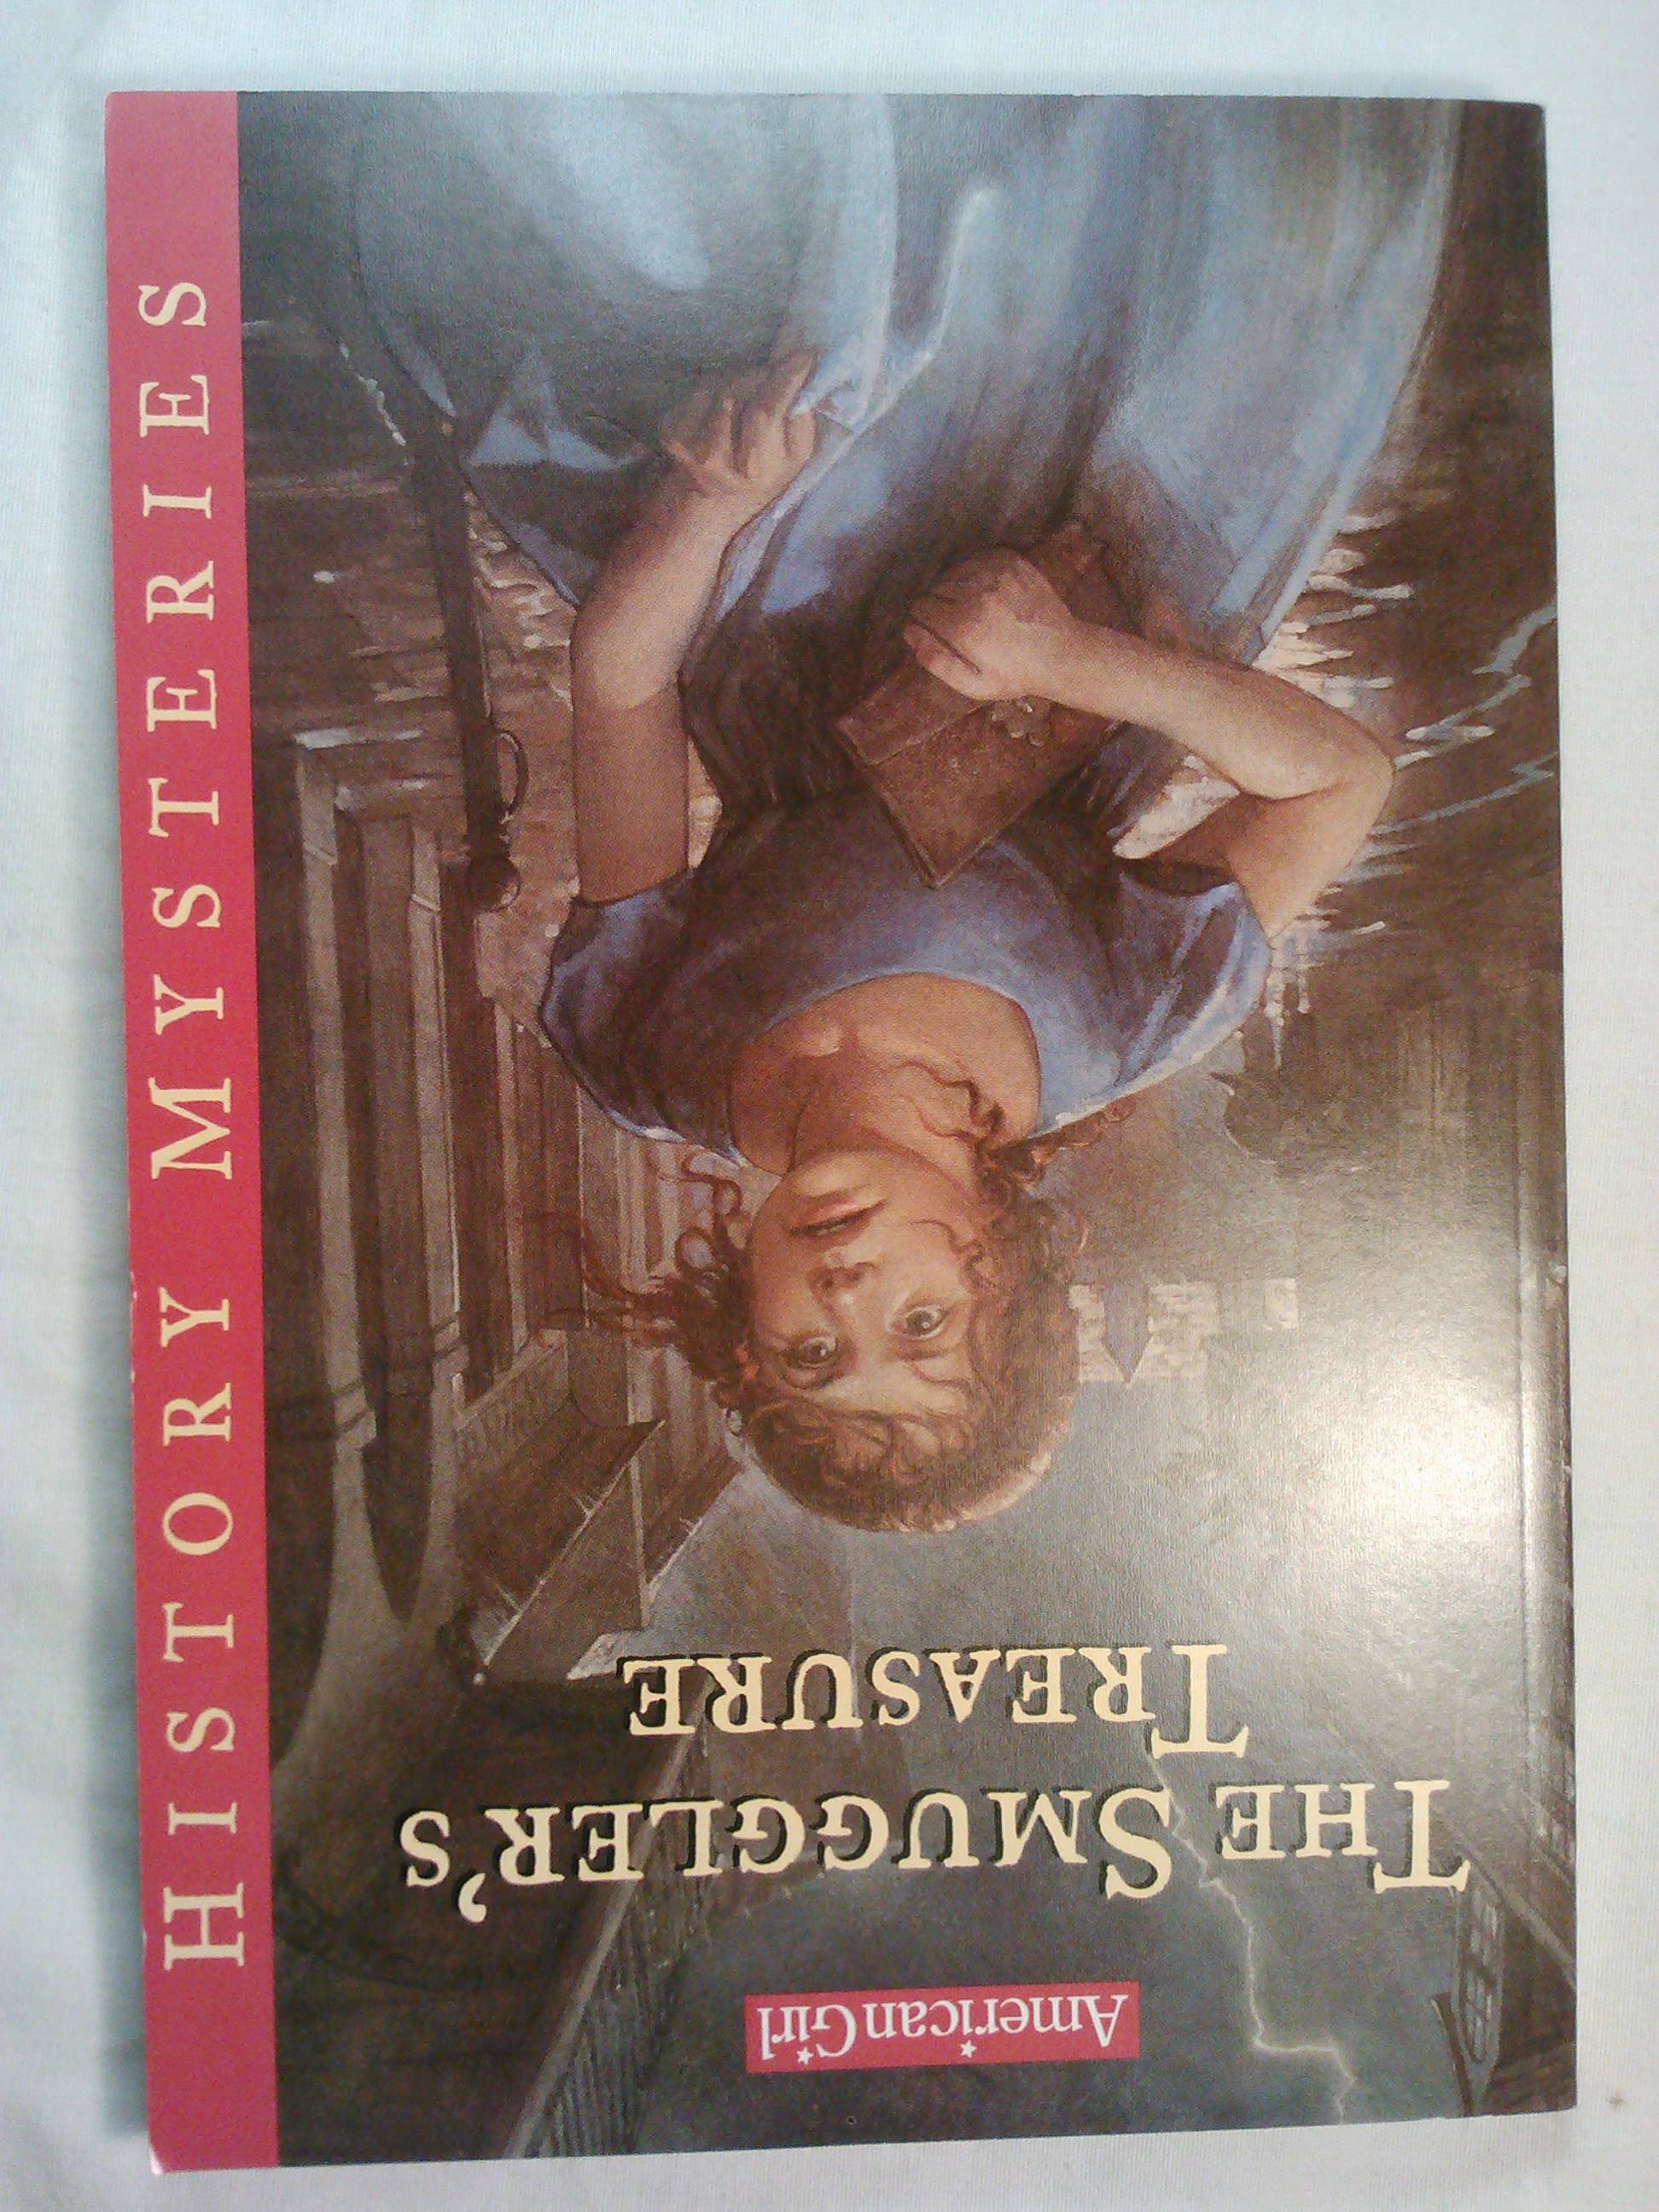 American Girl
THE SMUGGLER'S
TREASURE
HISTORY MYSTERIES